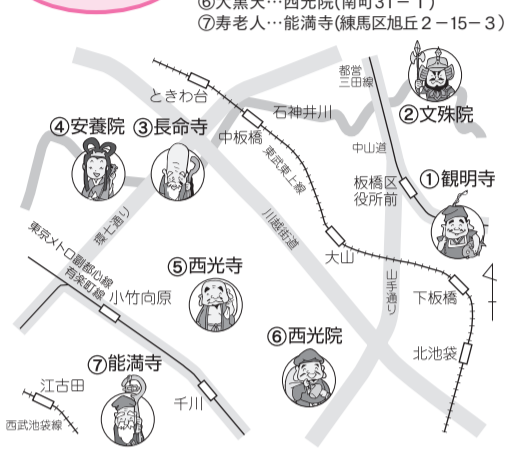 ⑥大黒天…西光院(南町31－1)
⑦寿老人…能満寺(練馬区旭丘2－15－3)
都営
三田線
ときわ台
石神井川
②文殊院
④安養院
③長命寺
中板橋
中山道
東武東上線
板橋区
役所前
①観明寺
環七通り
川越街道
大山
山手通り
東京メトロ副都心線
有楽町線
⑤西光寺
小竹向原
下板橋
⑥西光院
北池袋
⑦能満寺
江古田
千川
西武池袋線